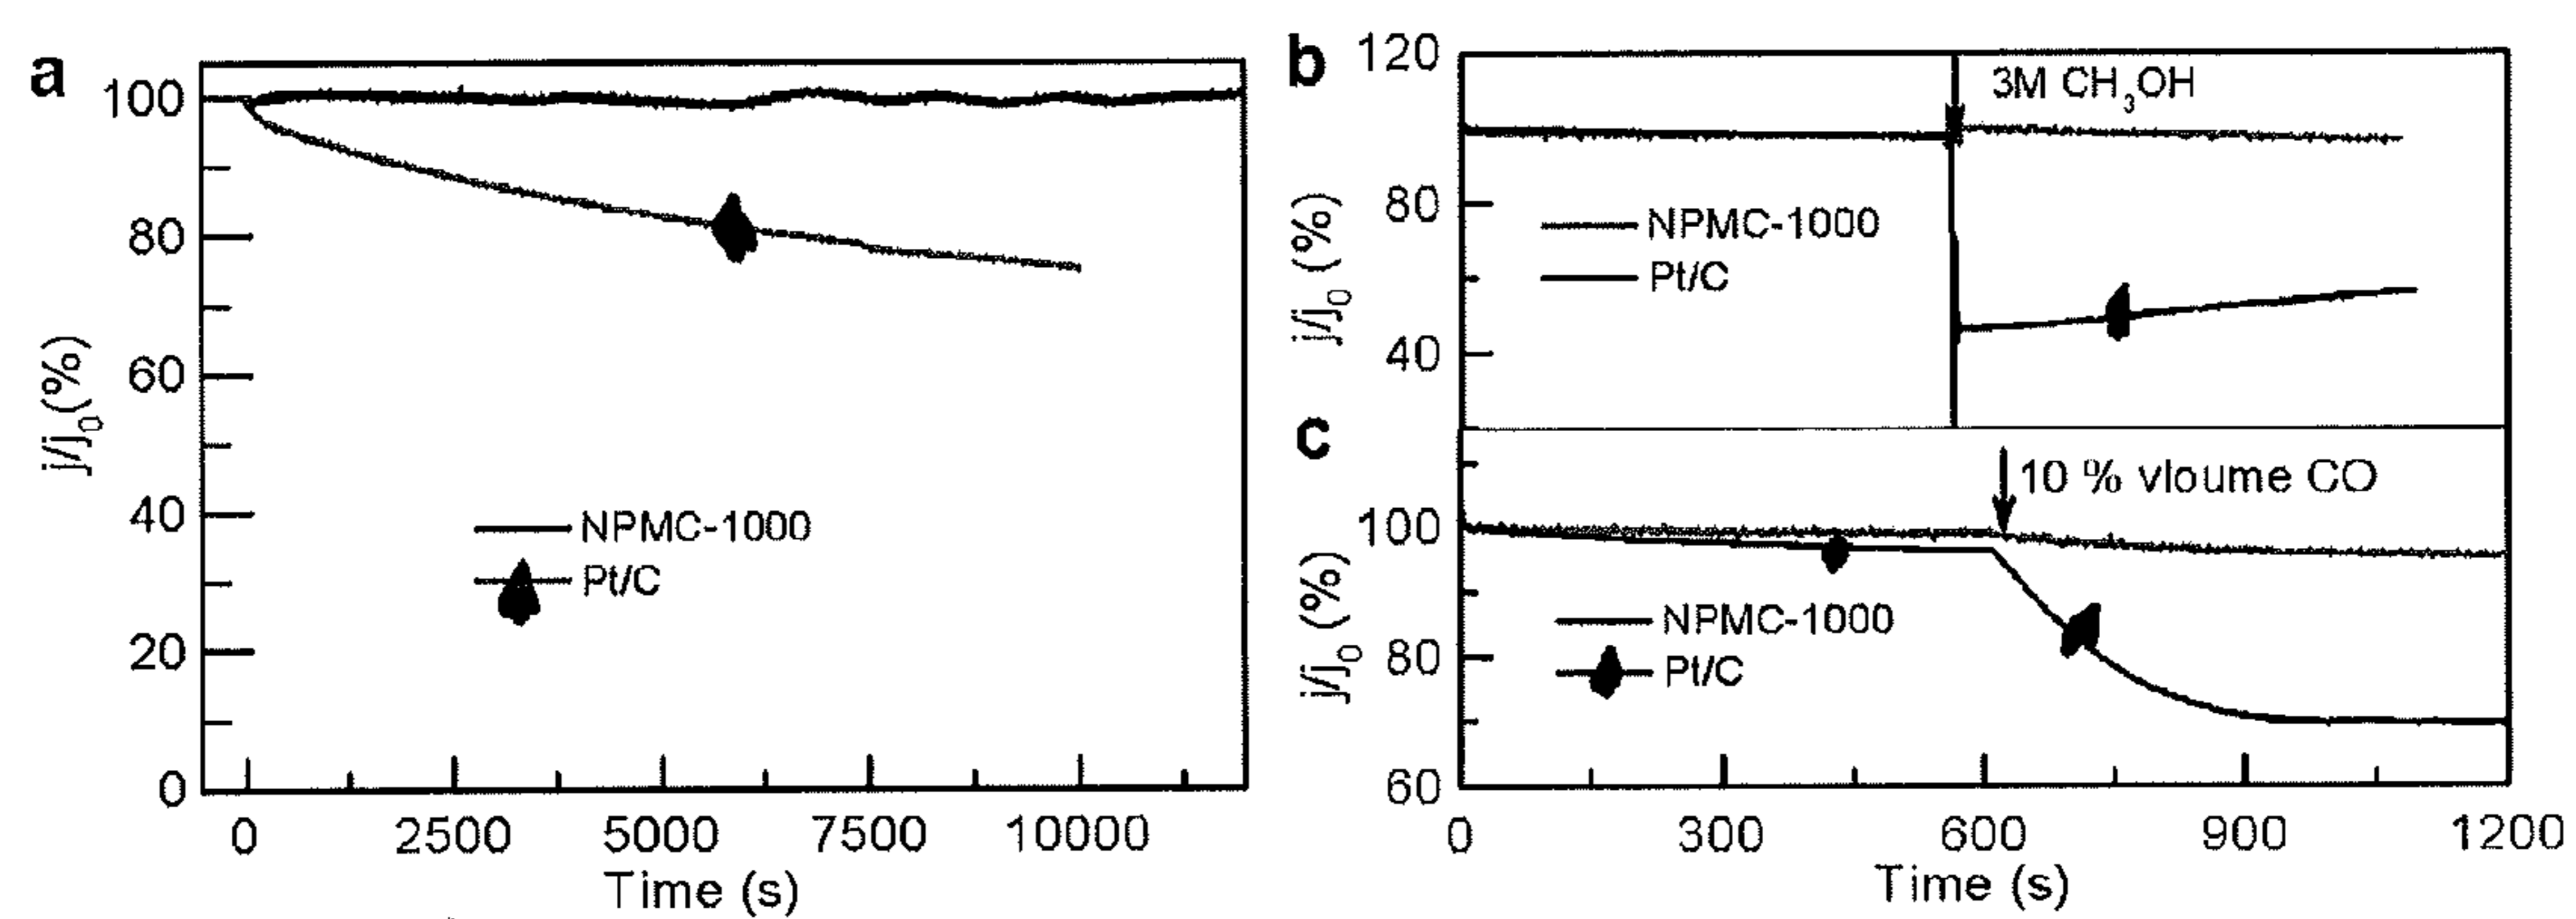 a
100
80
60
40
20
0
j/j0(%)
NPMC-1000
Pt/C
0 2500 5000 7500 10000
Time (s)
b
120
80
40
j/j0 (%)
3M CH3OH
NPMC-1000
Pt/C
c
100
80
60
j/j0 (%)
10 % vloume CO
NPMC-1000
Pt/C
0 300 600 900 1200
Time (s)